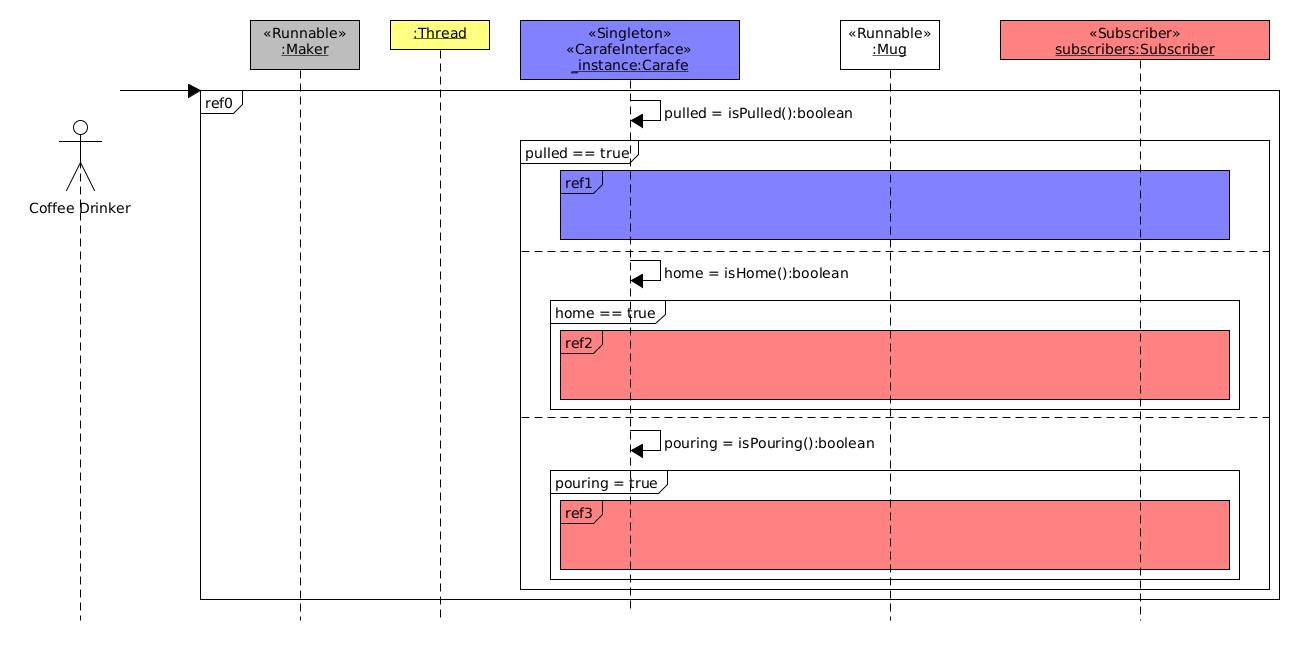 «Runnable»
:Maker
:Thread
«Singleton»
«CarafeInterface»
_instance:Carafe
«Runnable»
:Mug
«Subscriber»
subscribers:Subscriber
Coffee Drinker
ref0
pulled = isPulled():boolean
pulled == true
ref1
home = isHome():boolean
home == true
ref2
pouring = isPouring():boolean
pouring = true
ref3